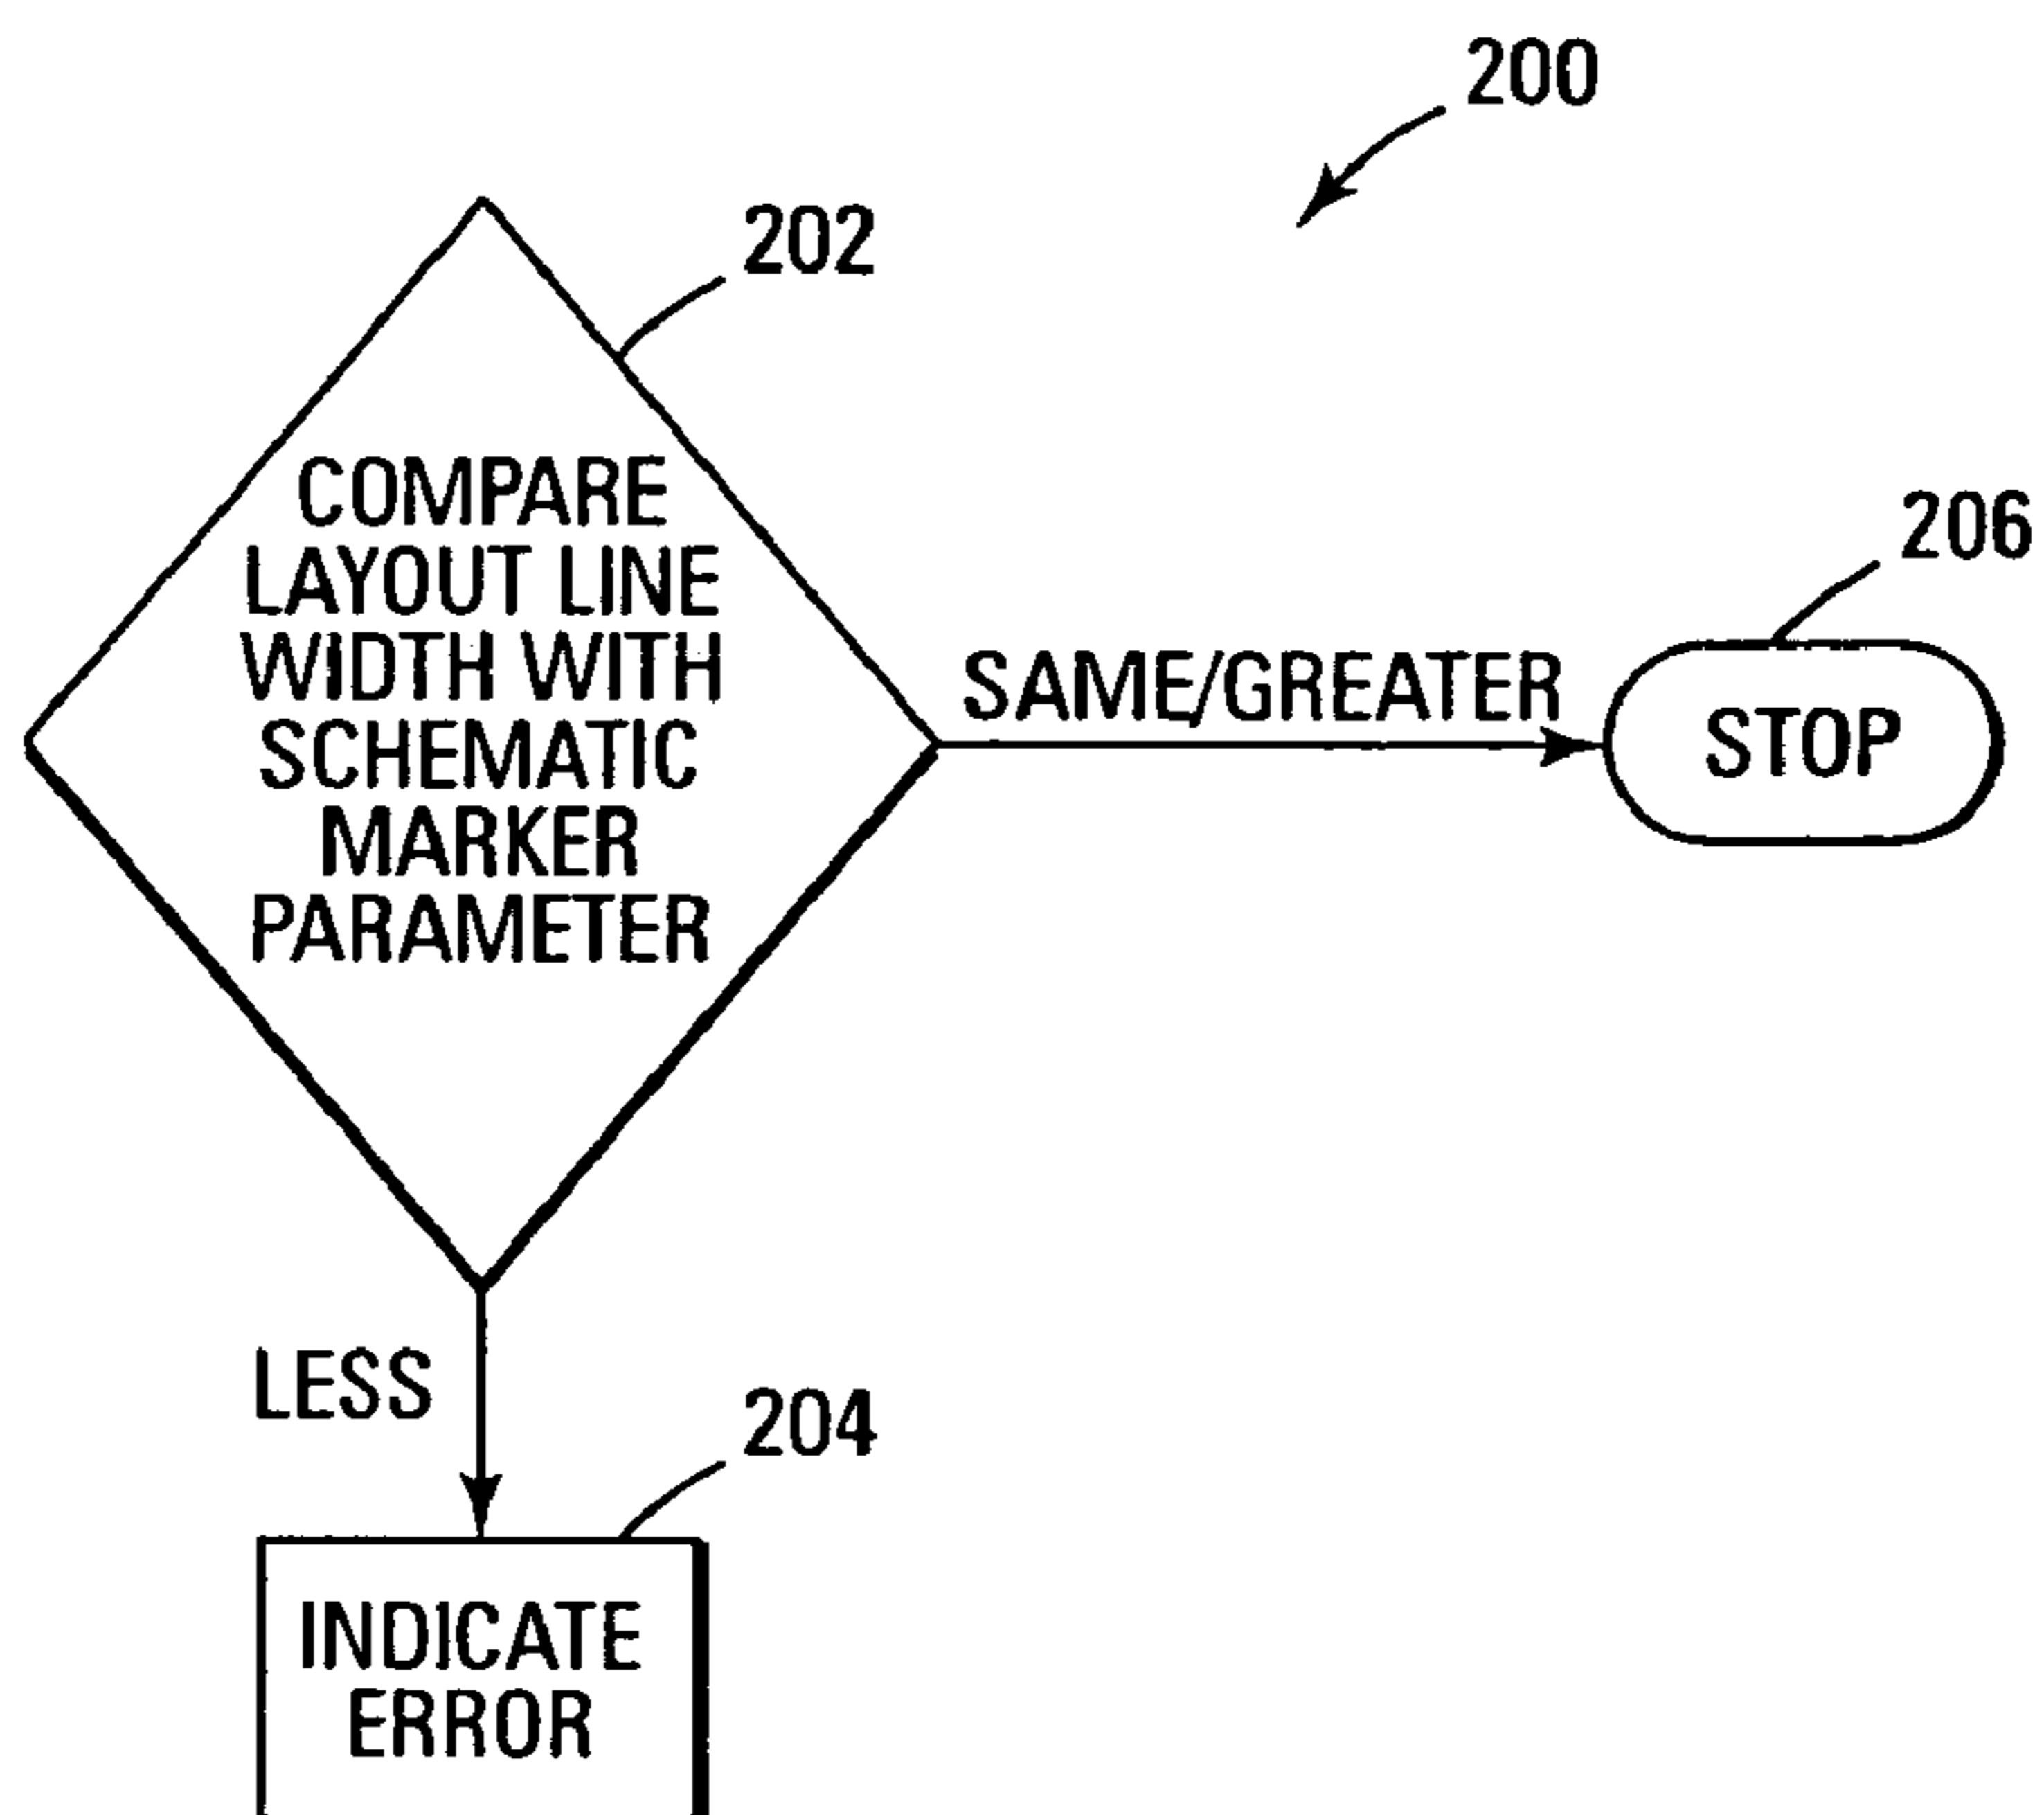 200
202
COMPARE
LAYOUT LINE
WIDTH WITH
SCHEMATIC
MARKER
PARAMETER
SAME/GREATER
206
STOP
LESS
204
INDICATE
ERROR